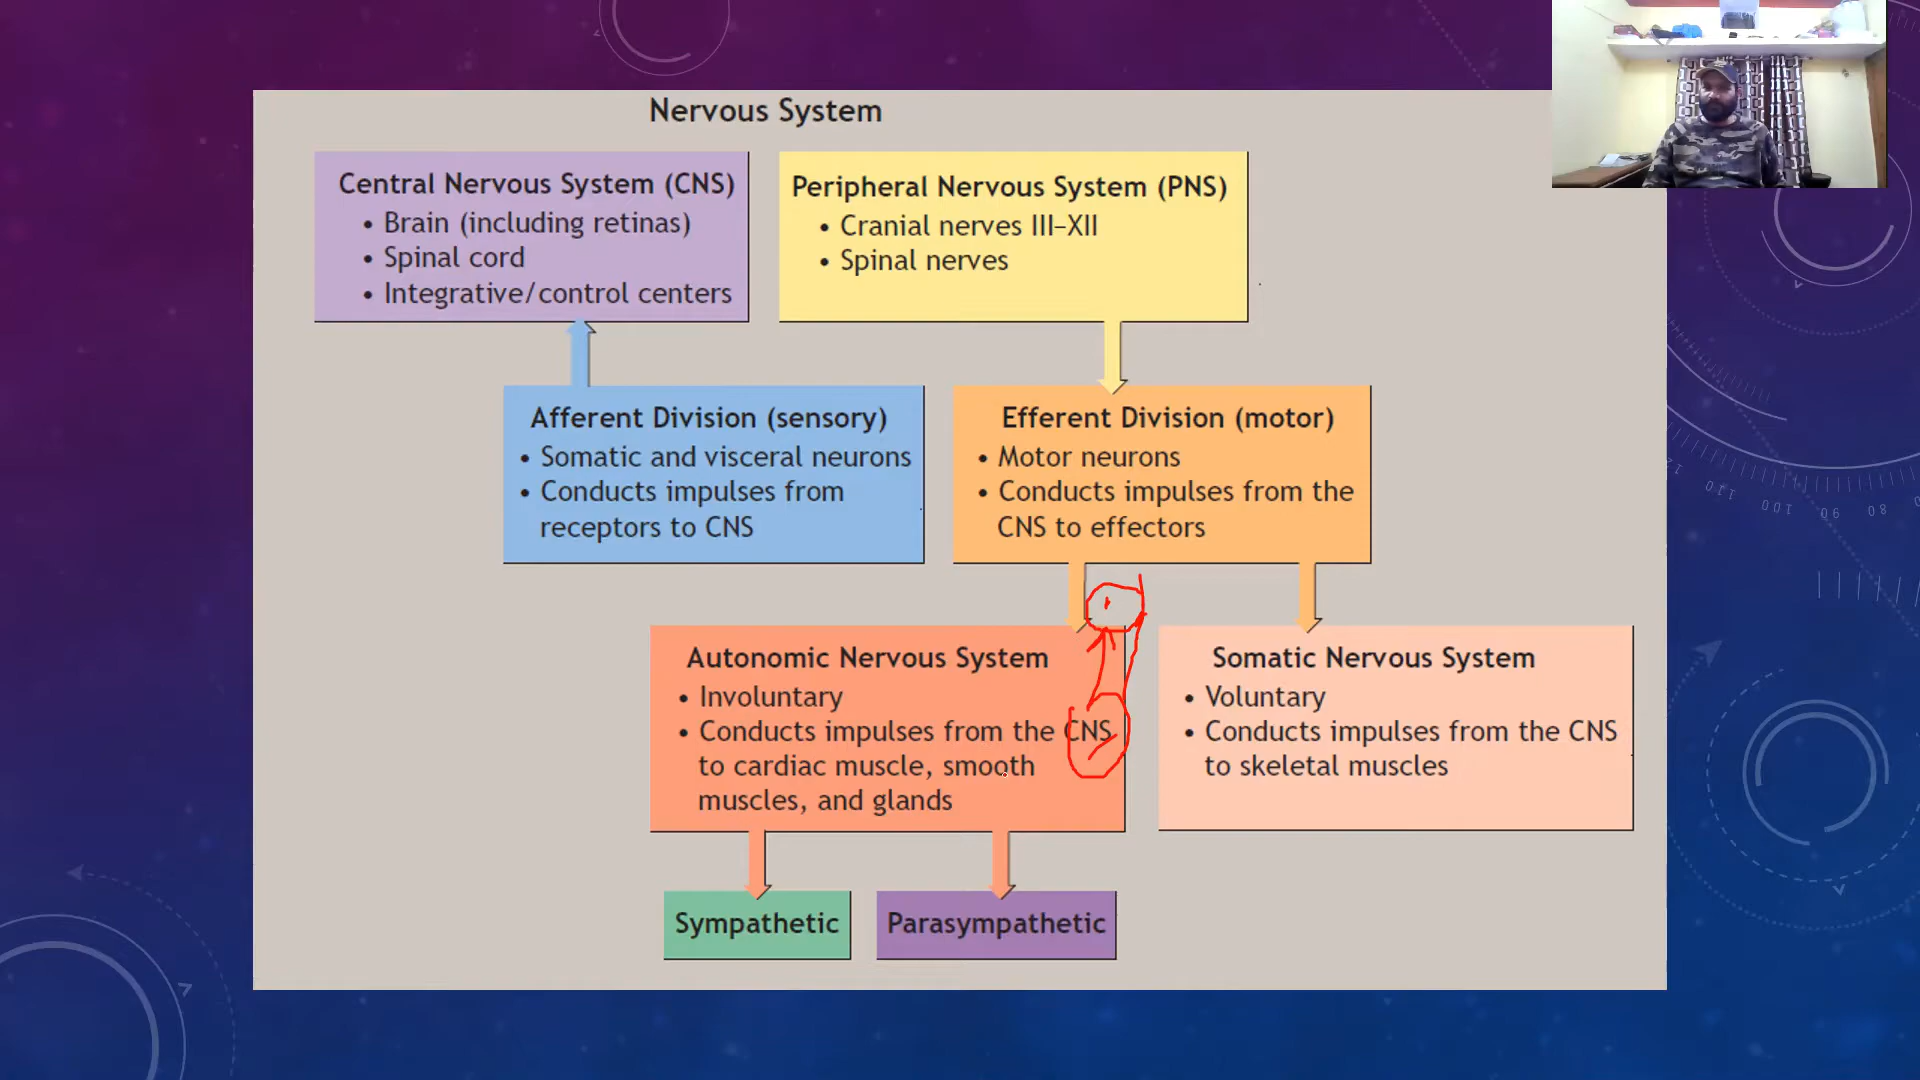 Nervous System
Central Nervous System (CNS)
• Brain (including retinas)
• Spinal cord
• Integrative/control centers
Peripheral Nervous System (PNS)
• Cranial nerves III–XII
• Spinal nerves
Afferent Division (sensory)
• Somatic and visceral neurons
• Conducts impulses from
receptors to CNS
Efferent Division (motor)
• Motor neurons
• Conducts impulses from the
CNS to effectors
Autonomic Nervous System
• Involuntary
• Conducts impulses from the CNS
to cardiac muscle, smooth
muscles, and glands
Somatic Nervous System
• Voluntary
• Conducts impulses from the CNS
to skeletal muscles
Sympathetic
Parasympathetic
110
100
90
80